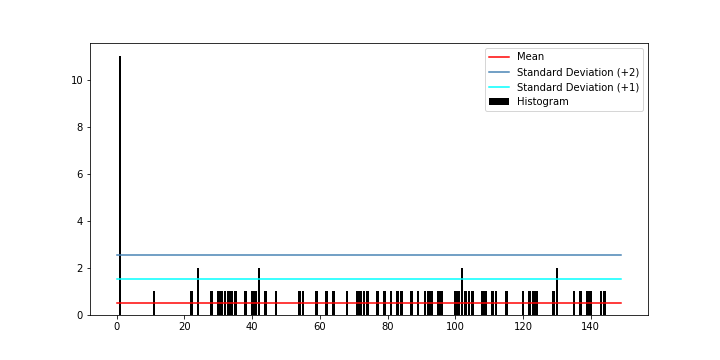 Mean
Standard Deviation (+2)
Standard Deviation (+1)
Histogram
10
8
6
4
2
0
0 20 40 60 80 100 120 140